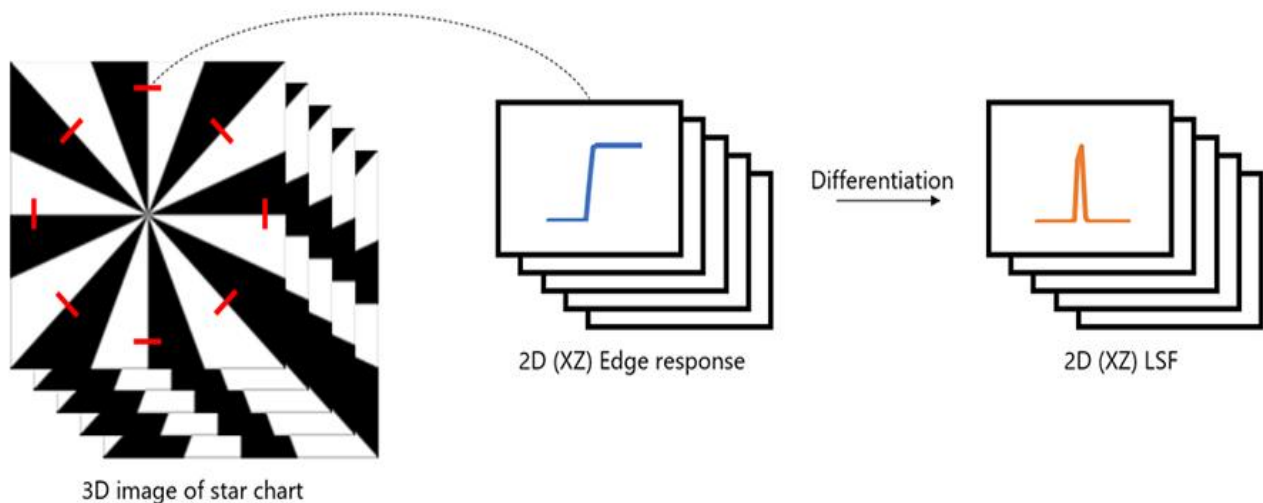 Differentiation
2D (XZ) Edge response
2D (XZ) LSF
3D image of star chart